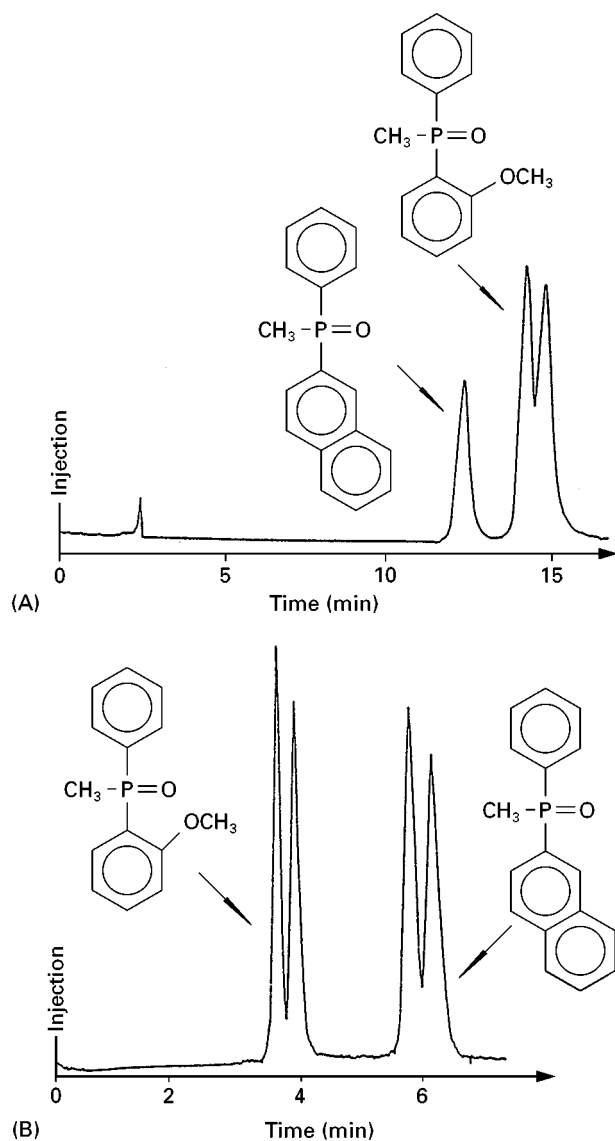 CH₃–P=O
OCH₃
CH₃–P=O
Injection
0 5 10 15
(A) Time (min)
CH₃–P=O
OCH₃
CH₃–P=O
Injection
0 2 4 6
(B) Time (min)